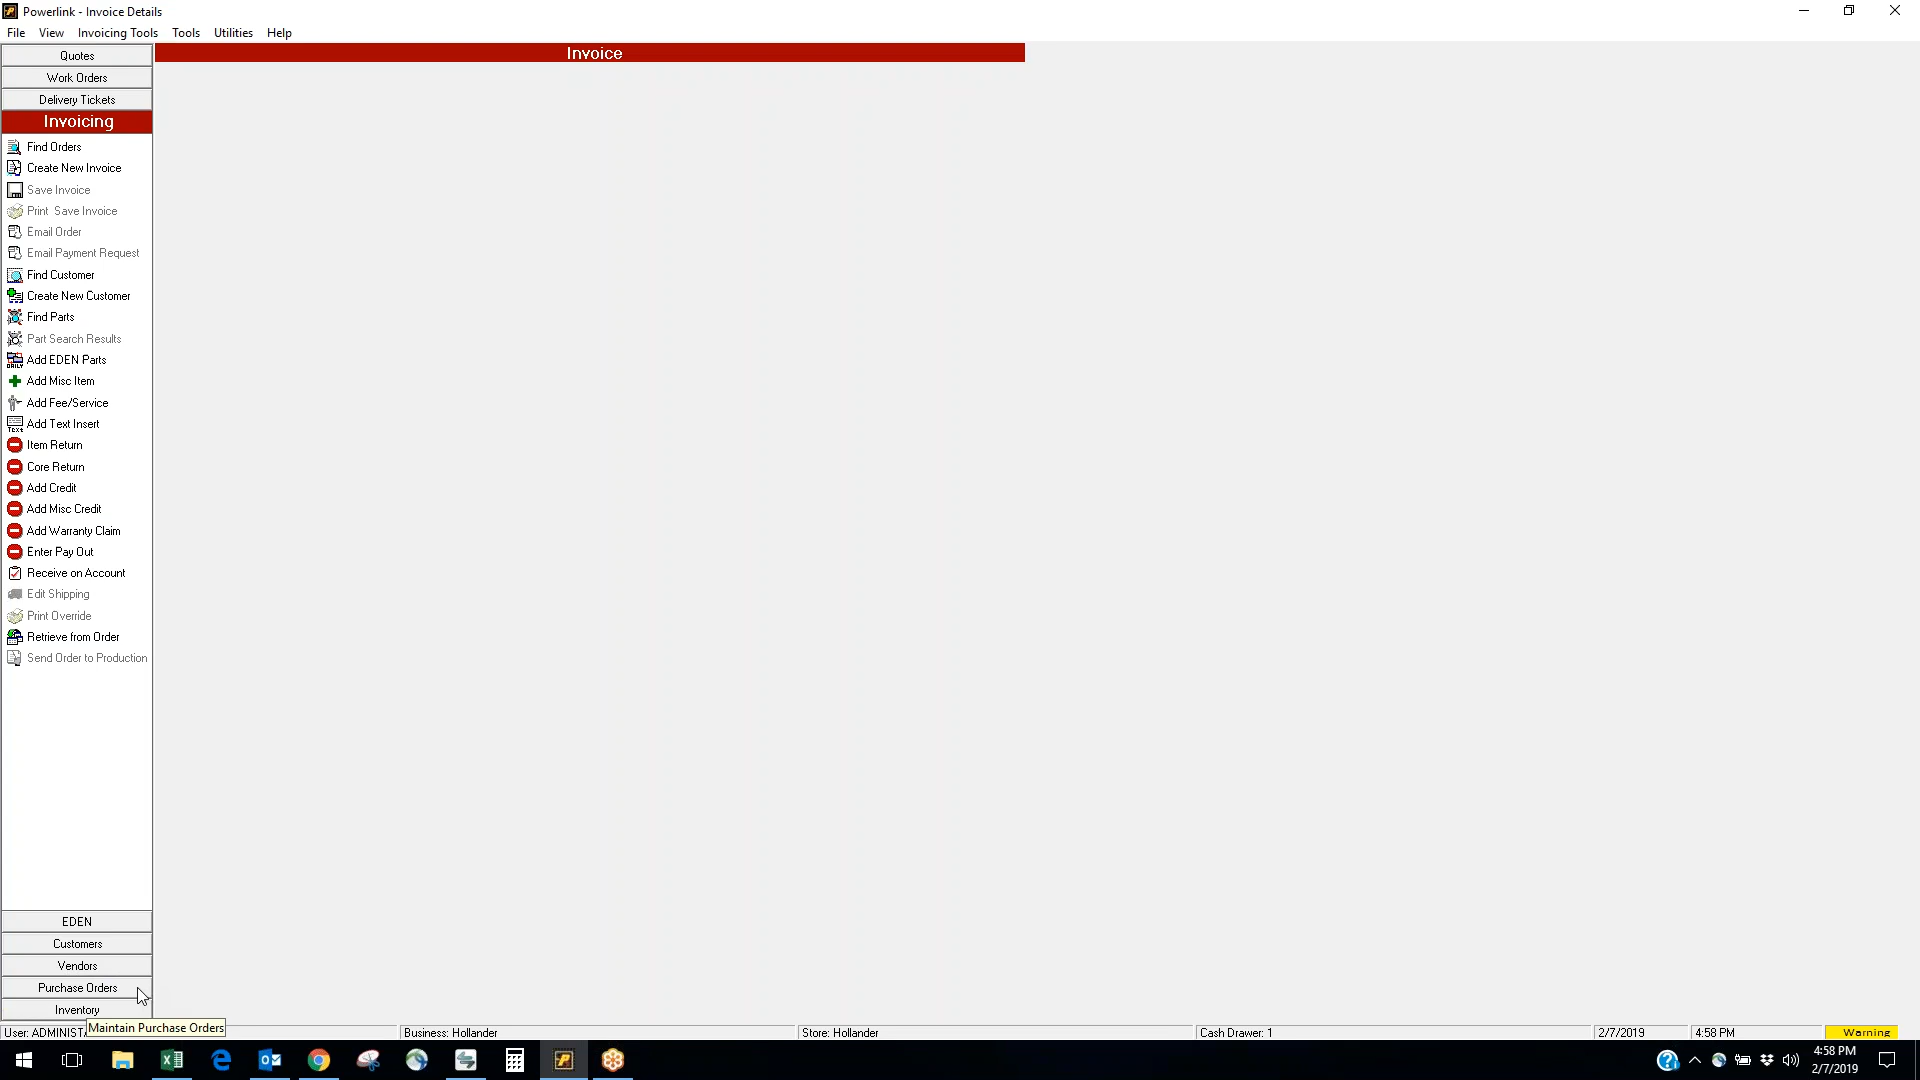 Powerlink - Invoice Details
File View Invoicing Tools Tools Utilities Help
Quotes
Invoice
Work Orders
Delivery Tickets
Invoicing
Find Orders
Create New Invoice
Save Invoice
Print Save Invoice
Email Order
Email Payment Request
Find Customer
Create New Customer
Find Parts
Part Search Results
Add EDEN Parts
Add Misc Item
Add Fee/Service
Add Text Insert
Item Return
Core Return
Add Credit
Add Misc Credit
Add Warranty Claim
Enter Pay Out
Receive on Account
Edit Shipping
Print Override
Retrieve from Order
Send Order to Production
EDEN
Customers
Vendors
Purchase Orders
Inventory
Maintain Purchase Orders
User: ADMINIST Business: Hollander Store: Hollander Cash Drawer: 1 2/7/2019 4:58 PM Warning
4:58 PM
2/7/2019